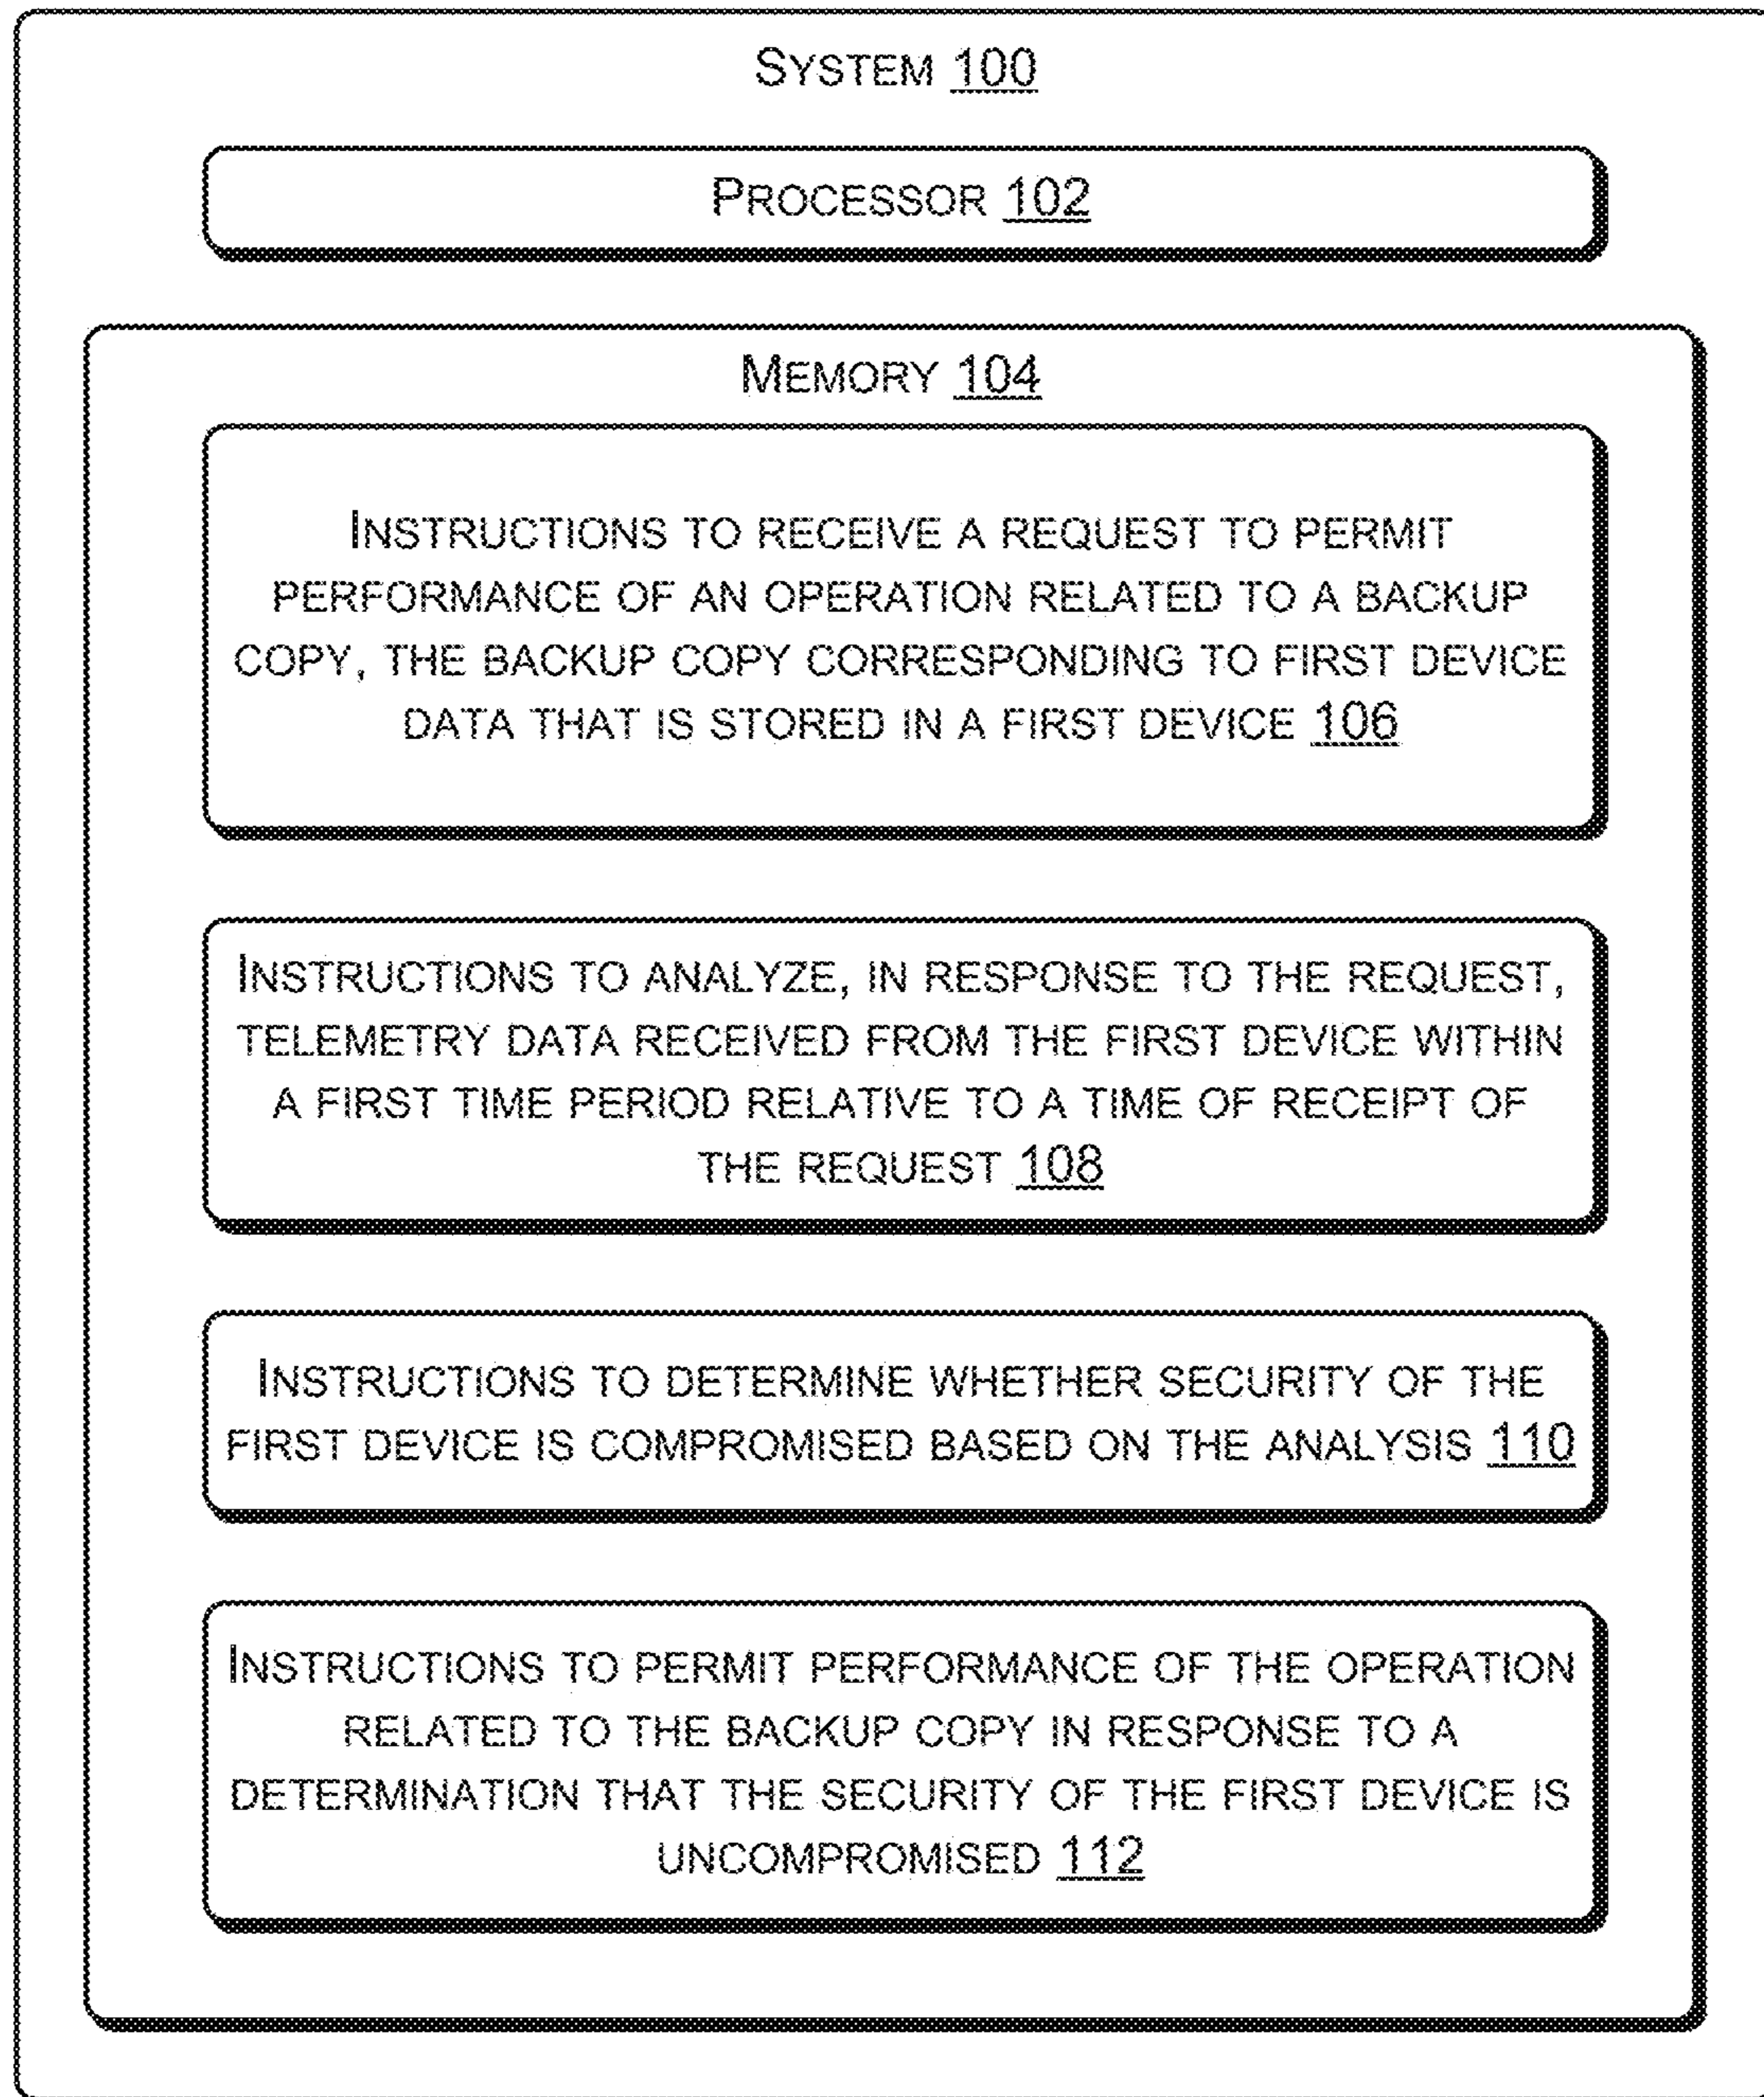 SYSTEM 100
PROCESSOR 102
MEMORY 104
INSTRUCTIONS TO RECEIVE A REQUEST TO PERMIT
PERFORMANCE OF AN OPERATION RELATED TO A BACKUP
COPY, THE BACKUP COPY CORRESPONDING TO FIRST DEVICE
DATA THAT IS STORED IN A FIRST DEVICE 106
INSTRUCTIONS TO ANALYZE, IN RESPONSE TO THE REQUEST,
TELEMETRY DATA RECEIVED FROM THE FIRST DEVICE WITHIN
A FIRST TIME PERIOD RELATIVE TO A TIME OF RECEIPT OF
THE REQUEST 108
INSTRUCTIONS TO DETERMINE WHETHER SECURITY OF THE
FIRST DEVICE IS COMPROMISED BASED ON THE ANALYSIS 110
INSTRUCTIONS TO PERMIT PERFORMANCE OF THE OPERATION
RELATED TO THE BACKUP COPY IN RESPONSE TO A
DETERMINATION THAT THE SECURITY OF THE FIRST DEVICE IS
UNCOMPROMISED 112